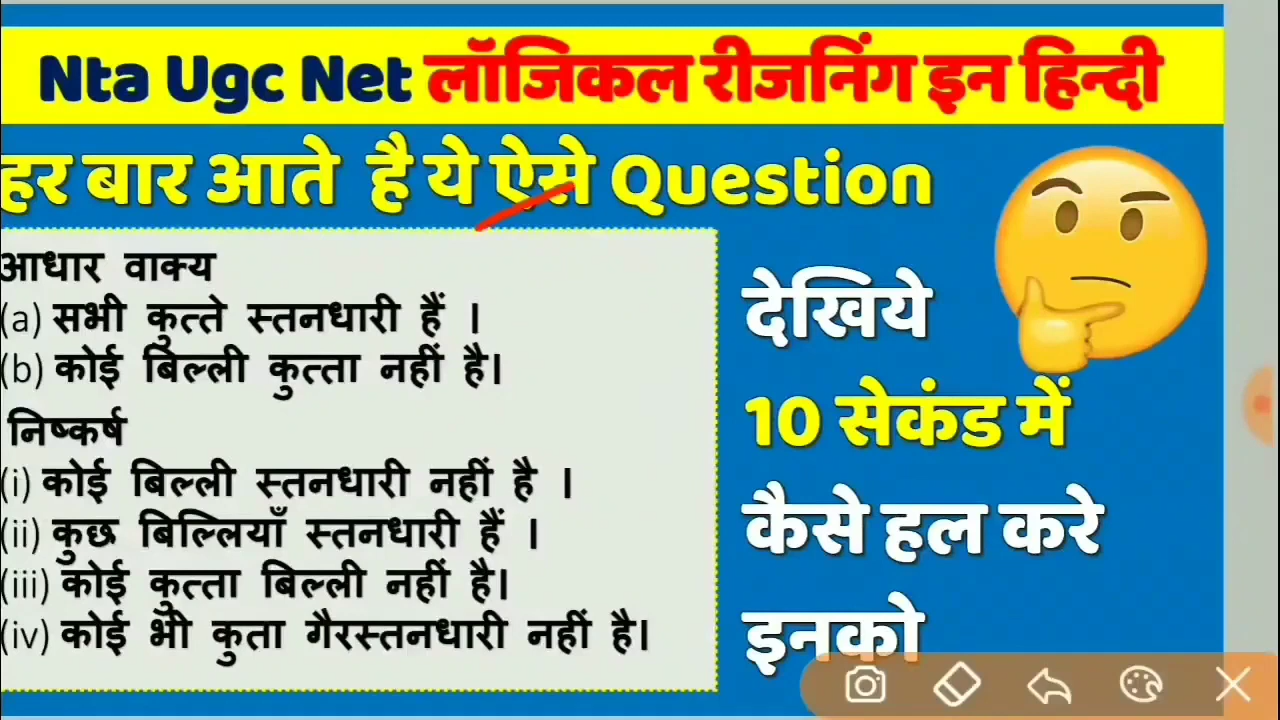 Nta Ugc Net लॉजिकल रीजनिंग इन हिन्दी
हर बार आते है ये ऐसे Question
आधार वाक्य
(a) सभी कुत्ते स्तनधारी हैं ।
(b) कोई बिल्ली कुत्ता नहीं है।
निष्कर्ष
(i) कोई बिल्ली स्तनधारी नहीं है ।
(ii) कुछ बिल्लियाँ स्तनधारी हैं ।
(iii) कोई कुत्ता बिल्ली नहीं है।
(iv) कोई भी कुता गैरस्तनधारी नहीं है।
देखिये
10 सेकंड में
कैसे हल करे
इनको